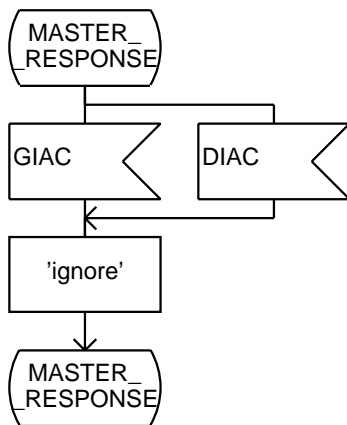 MASTER_
_RESPONSE
GIAC
DIAC
’ignore’
MASTER_
_RESPONSE